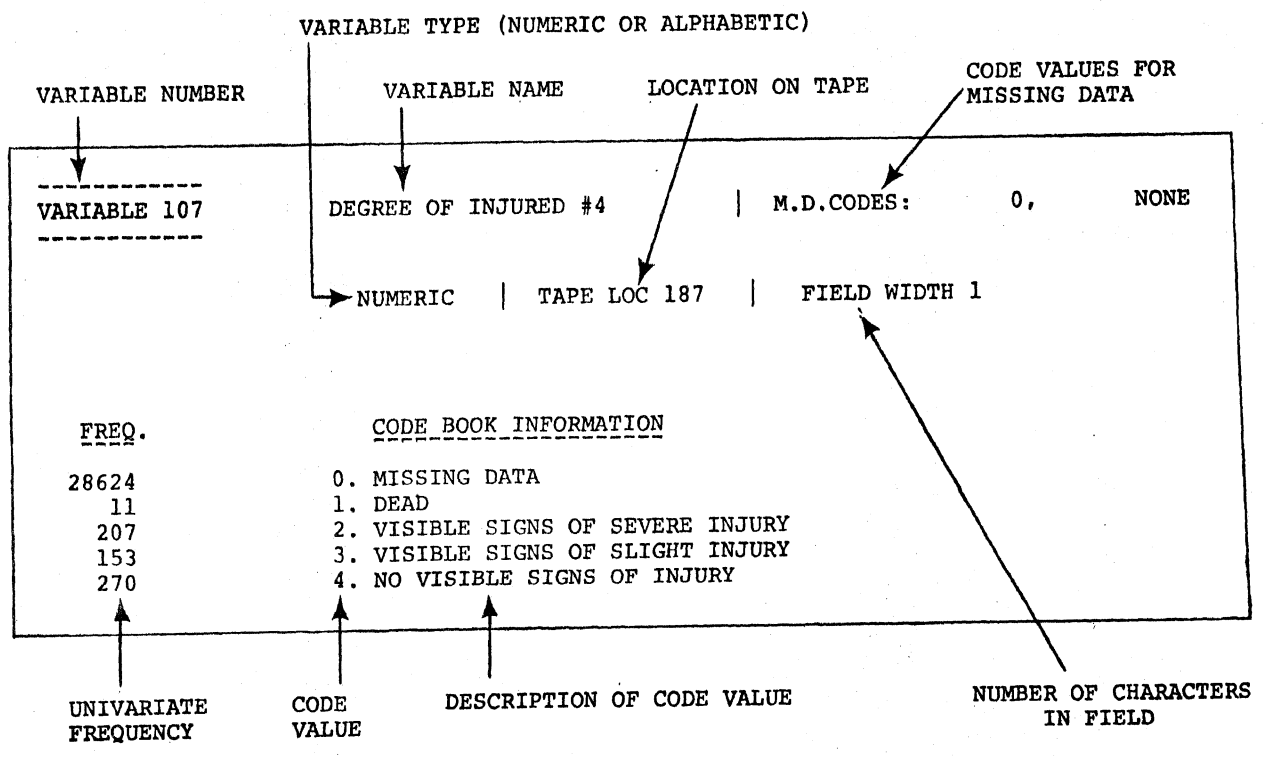 VARIABLE TYPE (NUMERIC OR ALPHABETIC)
VARIABLE NUMBER
VARIABLE NAME
LOCATION ON TAPE
CODE VALUES FOR
MISSING DATA
VARIABLE 107
DEGREE OF INJURED #4 | M.D.CODES: 0, NONE
NUMERIC | TAPE LOC 187 | FIELD WIDTH 1
FREQ. CODE BOOK INFORMATION
28624 0. MISSING DATA
11 1. DEAD
207 2. VISIBLE SIGNS OF SEVERE INJURY
153 3. VISIBLE SIGNS OF SLIGHT INJURY
270 4. NO VISIBLE SIGNS OF INJURY
UNIVARIATE
FREQUENCY
CODE
VALUE
DESCRIPTION OF CODE VALUE
NUMBER OF CHARACTERS
IN FIELD